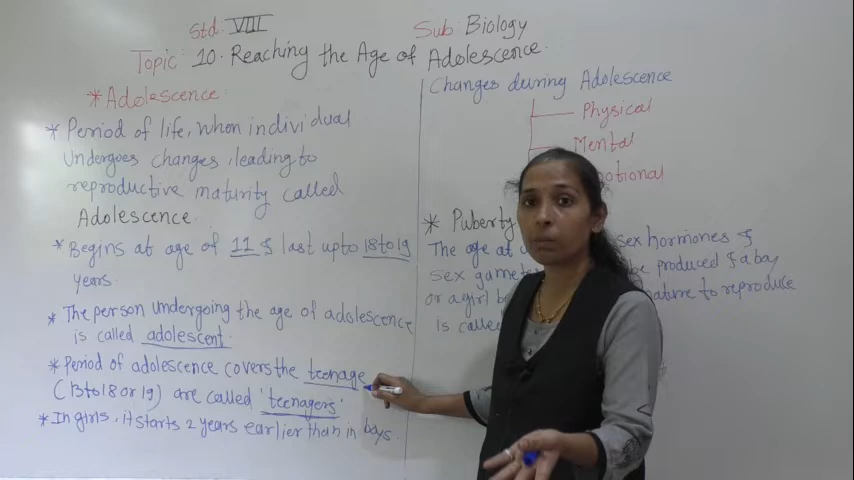 Std. VIII Sub: Biology
Topic: 10. Reaching the Age of Adolescence.
* Adolescence.
* Period of life, when individual
Undergoes changes, leading to
reproductive maturity called
Adolescence.
* Begins at age of 11 & last upto 18 to 19
years.
* The person undergoing the age of adolescence
is called adolescent.
* Period of adolescence covers the teenage
(13 to 18 or 19) are called 'teenagers'
* In girls, it starts 2 years earlier than in boys.
Changes during Adolescence
Physical
Mental
* Puberty
The age at sex hormones &
sex be produced & a boy
or a girl to reproduce
is called